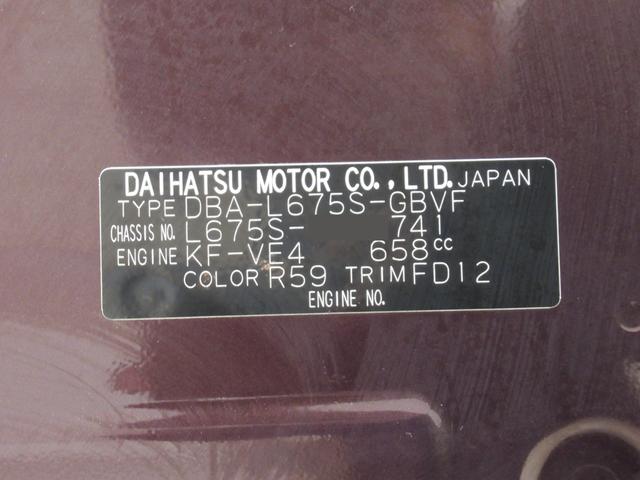 DAIHATSU MOTOR CO., LTD. JAPAN
TYPE DBA-L675S-GBVF
CHASSIS NO. L675S- 741
ENGINE KF-VE4 658cc
COLOR R59 TRIM FD12
ENGINE NO.